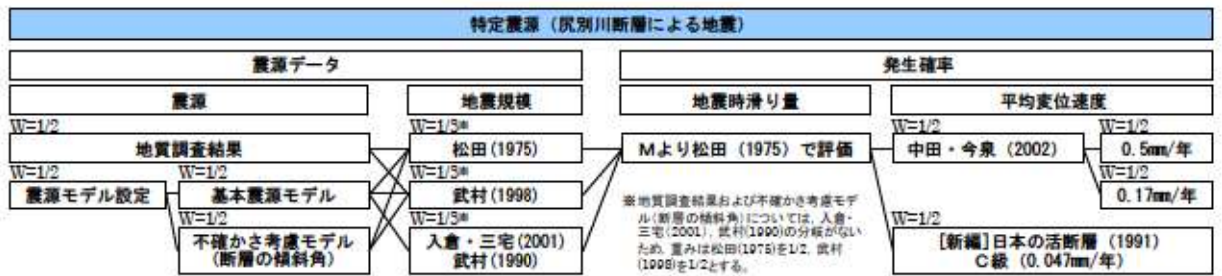 特定震源（尻別川断層による地震）
震源データ
発生確率
震源
地震規模
地震時滑り量
平均変位速度
W=1/2
W=1/3※
W=1/2
W=1/2
地質調査結果
松田(1975)
Mより松田（1975）で評価
中田・今泉（2002）
0.5mm/年
W=1/2
W=1/2
W=1/3※
W=1/2
震源モデル設定
基本震源モデル
武村(1998)
0.17mm/年
W=1/2
W=1/3※
W=1/2
不確かさ考慮モデル
(断層の傾斜角)
入倉・三宅(2001)
武村(1990)
※地質調査結果および不確かさ考慮モデ
ル(断層の傾斜角)については、入倉・
三宅(2001)、武村(1990)の分岐がない
ため、重みは松田(1975)を1/2、武村
(1998)を1/2とする。
[新編]日本の活断層（1991）
C級（0.047mm/年）